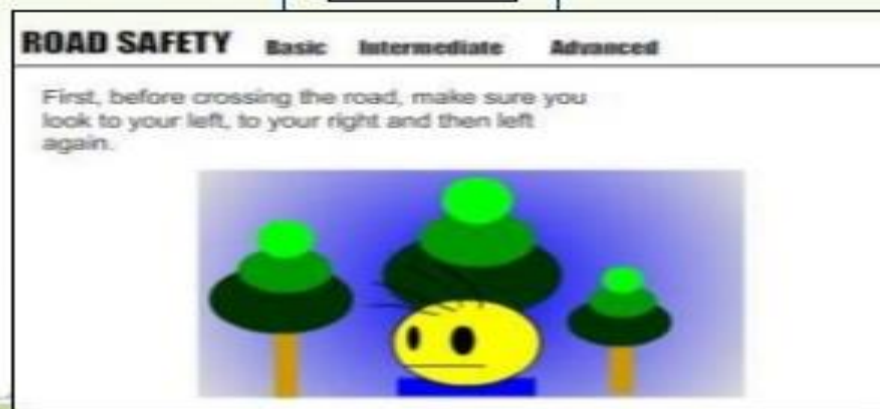 ROAD SAFETY Basic Intermediate Advanced
First, before crossing the road, make sure you
look to your left, to your right and then left
again.